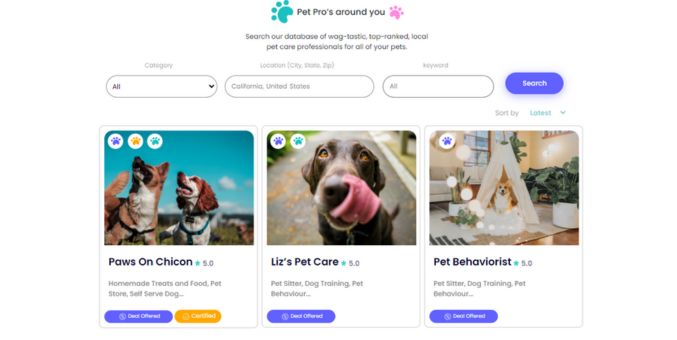 Pet Pro's around you
Search our database of wag-tastic, top-ranked, local
pet care professionals for all of your pets.
Category
Location (City, State, Zip)
keyword
All
California, United States
All
Search
Sort by
Latest
Paws On Chicon
5.0
Homemade Treats and Food, Pet
Store, Self Serve Dog...
Deal Offered
Certified
Liz's Pet Care
5.0
Pet Sitter, Dog Training, Pet
Behaviour...
Deal Offered
Pet Behaviorist
5.0
Pet Sitter, Dog Training, Pet
Behaviour...
Deal Offered